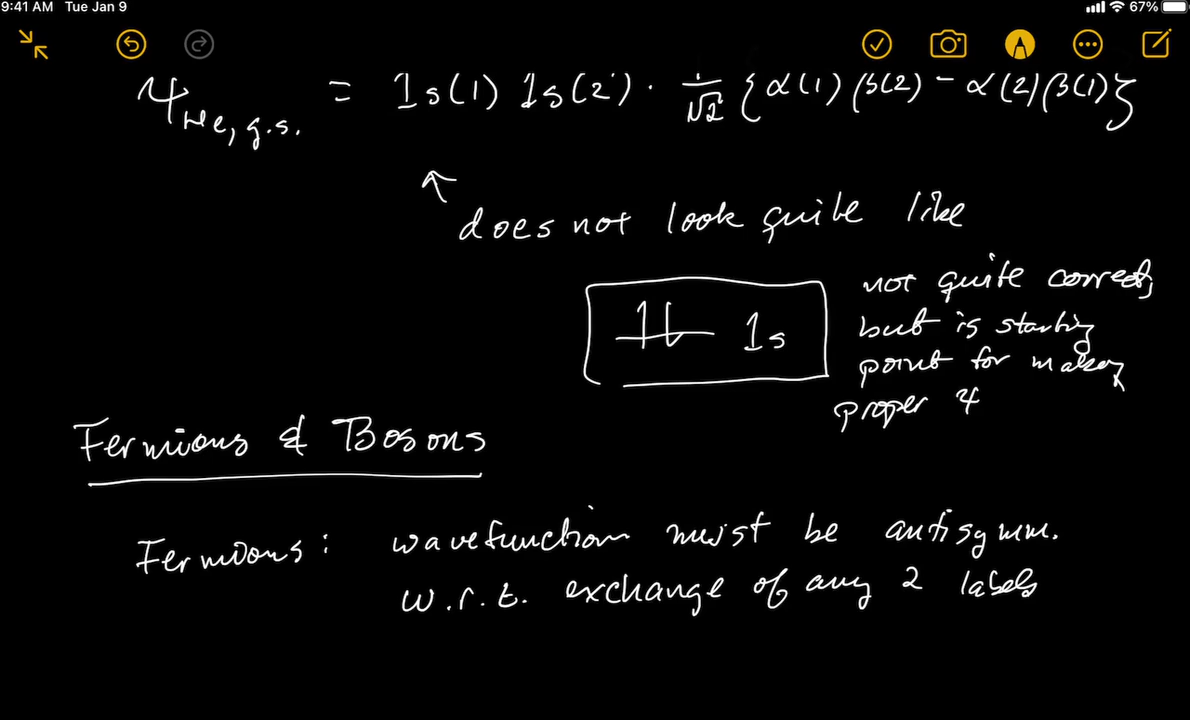 9:41 AM Tue Jan 9 67%
Ψ He, g.s. = 1s(1) 1s(2) · 1/√2 {α(1) β(2) - α(2) β(1)}
does not look quite like
1s
not quite correct,
but is starting
point for making
proper Ψ
Fermions & Bosons
Fermions: wavefunction must be antisymm.
w.r.t. exchange of any 2 labels